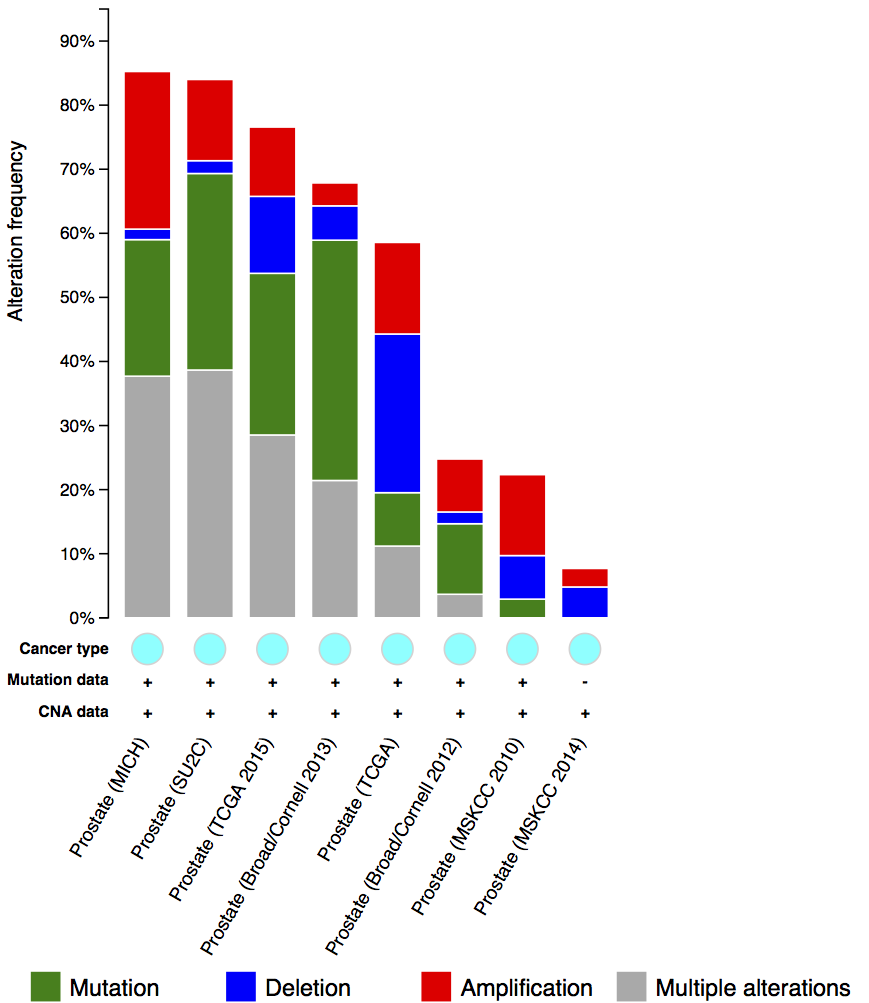 90%
80%
70%
60%
50%
40%
30%
20%
10%
0%
Alteration frequency
Cancer type
Mutation data + + + + + + + -
CNA data + + + + + + + +
Prostate (MICH)
Prostate (SU2C)
Prostate (TCGA 2015)
Prostate (Broad/Cornell 2013)
Prostate (TCGA)
Prostate (Broad/Cornell 2012)
Prostate (MSKCC 2010)
Prostate (MSKCC 2014)
Mutation Deletion Amplification Multiple alterations